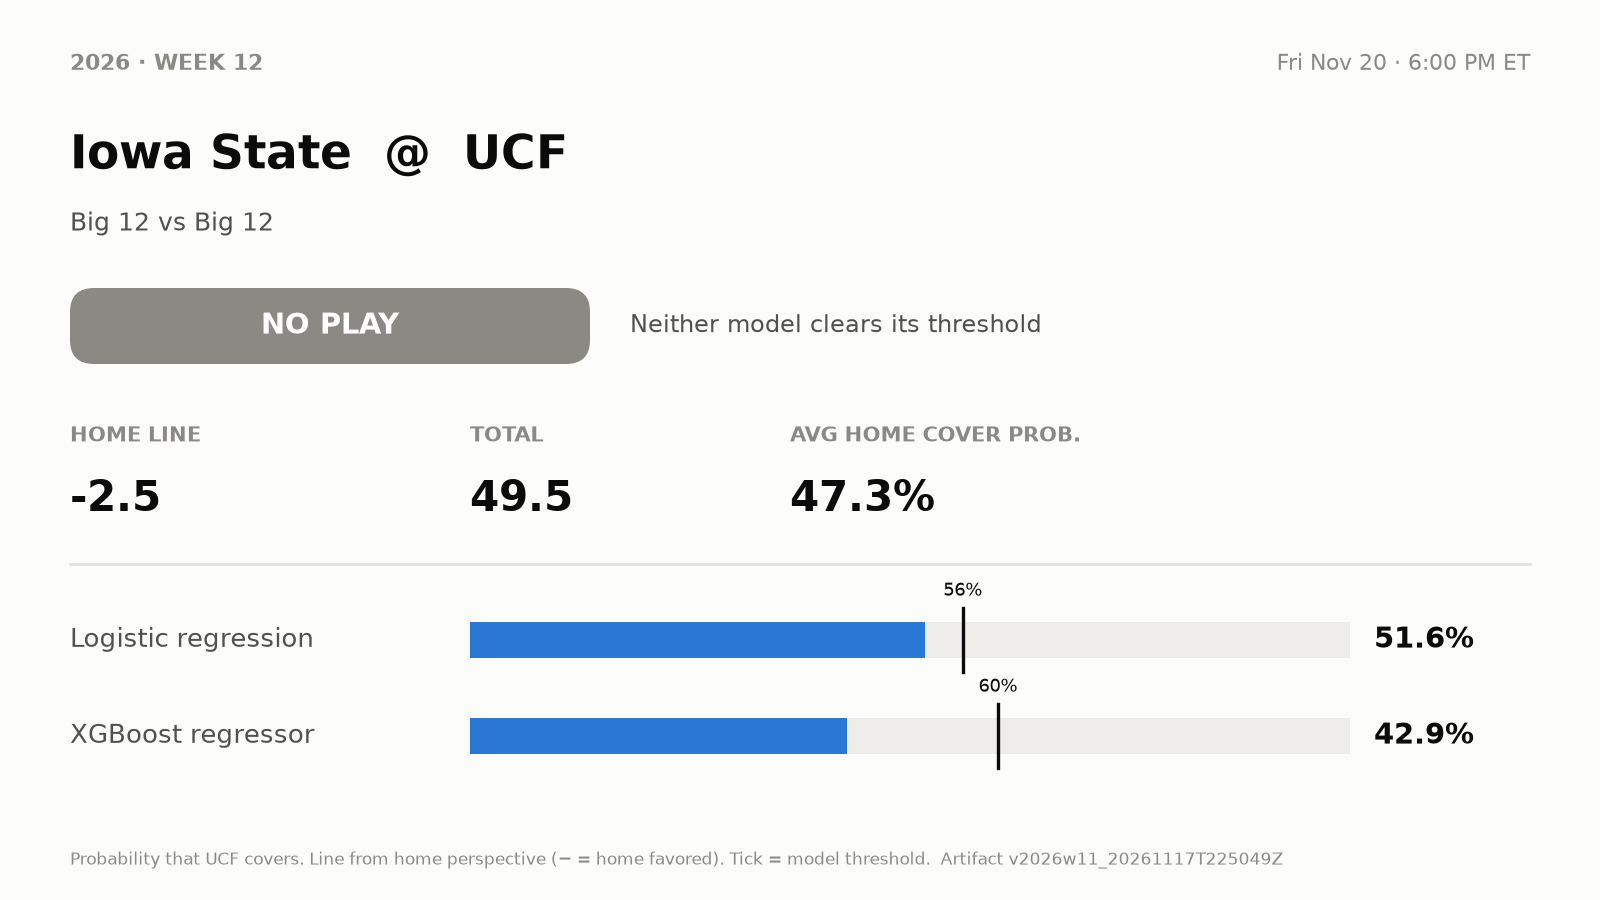 2026 · WEEK 12
Fri Nov 20 · 6:00 PM ET
Iowa State @ UCF
Big 12 vs Big 12
NO PLAY
Neither model clears its threshold
HOME LINE
TOTAL
AVG HOME COVER PROB.
-2.5
49.5
47.3%
56%
Logistic regression
51.6%
60%
XGBoost regressor
42.9%
Probability that UCF covers. Line from home perspective (− = home favored). Tick = model threshold. Artifact v2026w11_20261117T225049Z